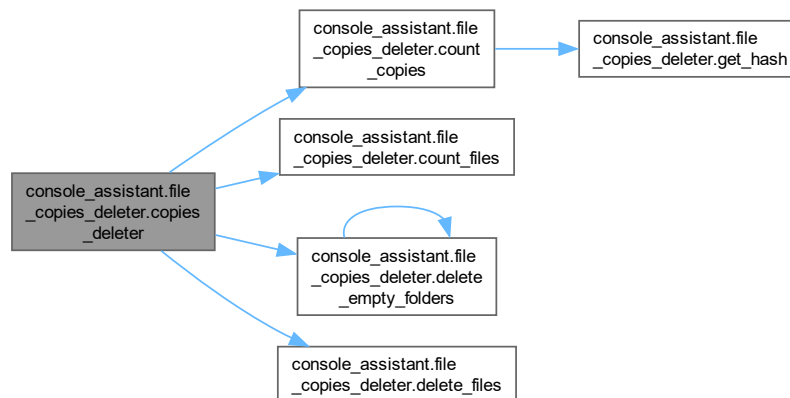 console_assistant.file
_copies_deleter.count
_copies
console_assistant.file
_copies_deleter.get_hash
console_assistant.file
_copies_deleter.count_files
console_assistant.file
_copies_deleter.copies
_deleter
console_assistant.file
_copies_deleter.delete
_empty_folders
console_assistant.file
_copies_deleter.delete_files